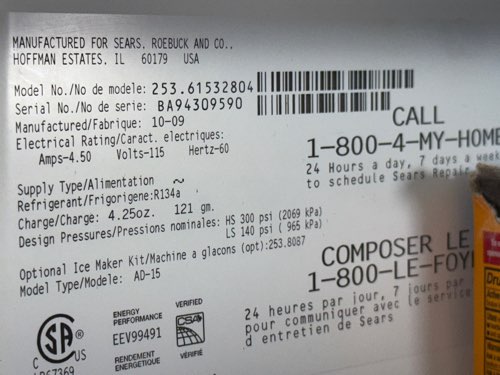 MANUFACTURED FOR SEARS, ROEBUCK AND CO.,
HOFFMAN ESTATES, IL 60179 USA
Model No./No de modele: 253.61532804
Serial No./No de série: BA94309590
Manufactured/Fabrique: 10-09
Electrical Rating/Caract. electriques:
Amps-4.50 Volts-115 Hertz-60
CALL
1-800-4-MY-HOME
24 Hours a day, 7 days a week
to schedule Sears Repair
Supply Type/Alimentation ~
Refrigerant/Frigorigene:R134a
Charge/Charge: 4.25oz. 121 gm.
Design Pressures/Pressions nominales: HS 300 psi (2069 kPa)
LS 140 psi ( 965 kPa)
Optional Ice Maker Kit/Machine a glacons (opt):253.8087
Model Type/Modele: AD-15
COMPOSER LE
1-800-LE-FOY
24 heures par jour, 7 jours par
pour communiquer avec le service
d entretien de Sears
CSA ®
C US
ENERGY
PERFORMANCE
EEV99491
RENDEMENT
ENERGETIQUE
VERIFIED
CSA
VÉRIFIÉ